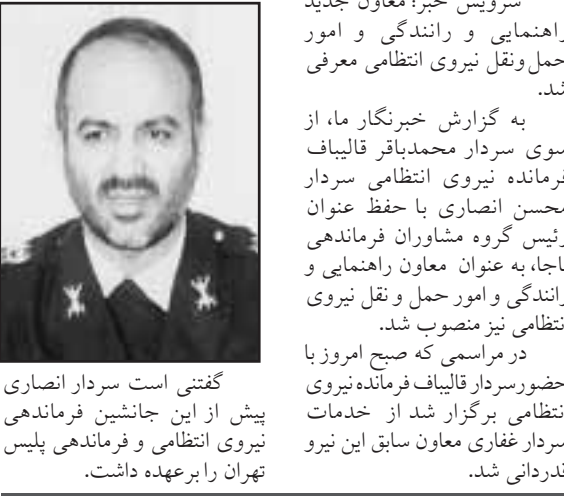 سرویس خبر: معاون جدید
راهنمایی و رانندگی و امور
حمل‌ونقل نیروی انتظامی معرفی
شد.
به گزارش خبرنگار ما، از
سوی سردار محمدباقر قالیباف
فرمانده نیروی انتظامی سردار
محسن انصاری با حفظ عنوان
رئیس گروه مشاوران فرماندهی
ناجا، به عنوان معاون راهنمایی و
رانندگی و امور حمل و نقل نیروی
انتظامی نیز منصوب شد.
در مراسمی که صبح امروز با
حضورسردار قالیباف فرمانده نیروی
انتظامی برگزار شد از خدمات
سردار غفاری معاون سابق این نیرو
قدردانی شد.
گفتنی است سردار انصاری
پیش از این جانشین فرماندهی
نیروی انتظامی و فرماندهی پلیس
تهران را برعهده داشت.